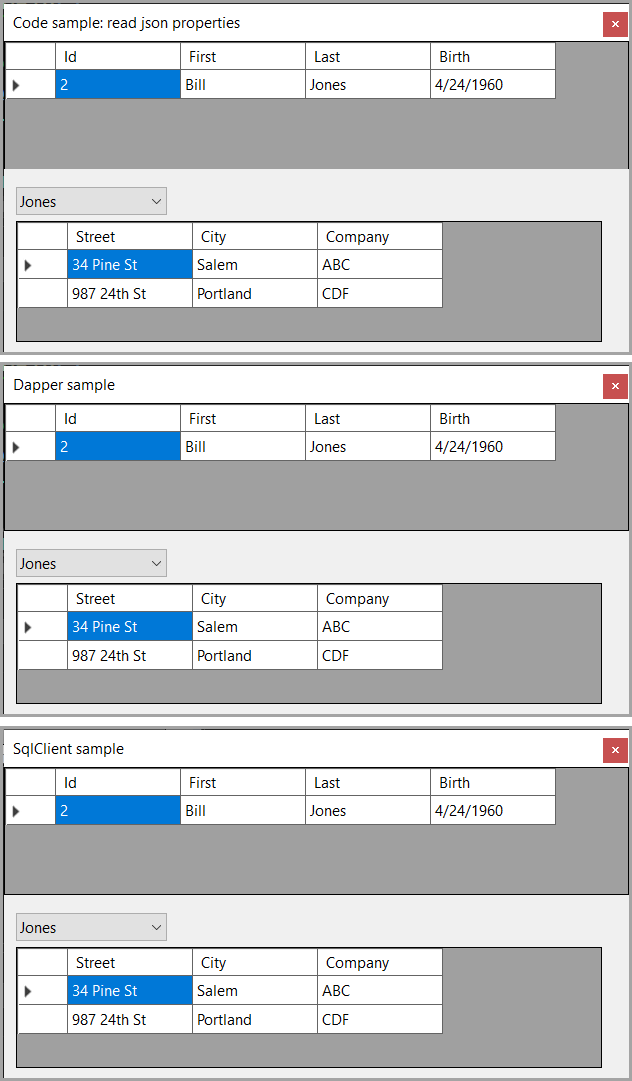 Code sample: read json properties
Id First Last Birth
2 Bill Jones 4/24/1960
Jones
Street City Company
34 Pine St Salem ABC
987 24th St Portland CDF
Dapper sample
Id First Last Birth
2 Bill Jones 4/24/1960
Jones
Street City Company
34 Pine St Salem ABC
987 24th St Portland CDF
SqlClient sample
Id First Last Birth
2 Bill Jones 4/24/1960
Jones
Street City Company
34 Pine St Salem ABC
987 24th St Portland CDF